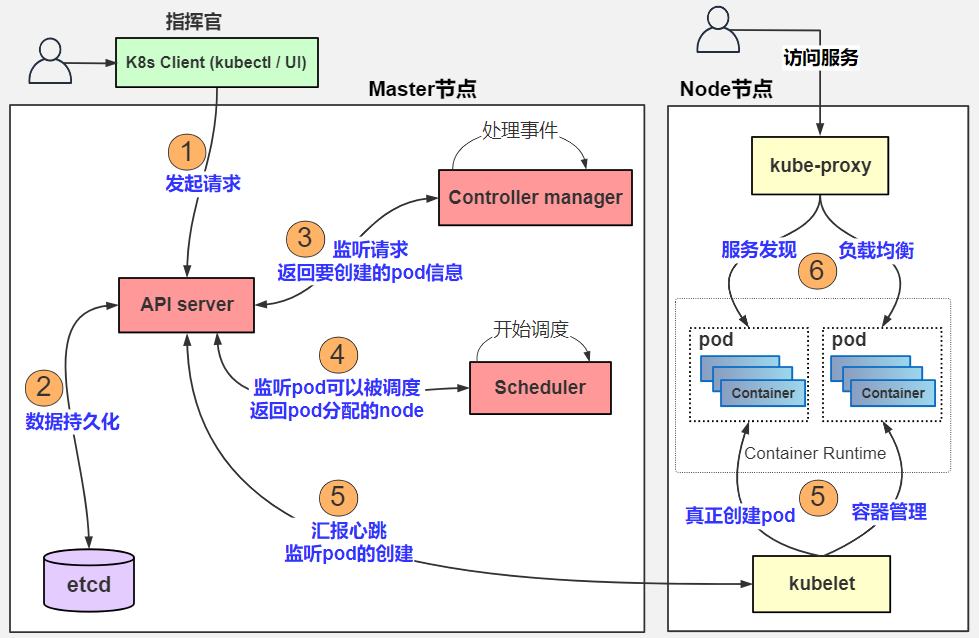 指挥官
K8s Client (kubectl / UI)
访问服务
Master节点
Node节点
处理事件
1
发起请求
kube-proxy
Controller manager
3
监听请求
返回要创建的pod信息
服务发现
负载均衡
6
API server
4
开始调度
监听pod可以被调度
返回pod分配的node
Scheduler
pod
Container
pod
Container
2
数据持久化
Container Runtime
5
汇报心跳
监听pod的创建
5
真正创建pod
容器管理
etcd
kubelet